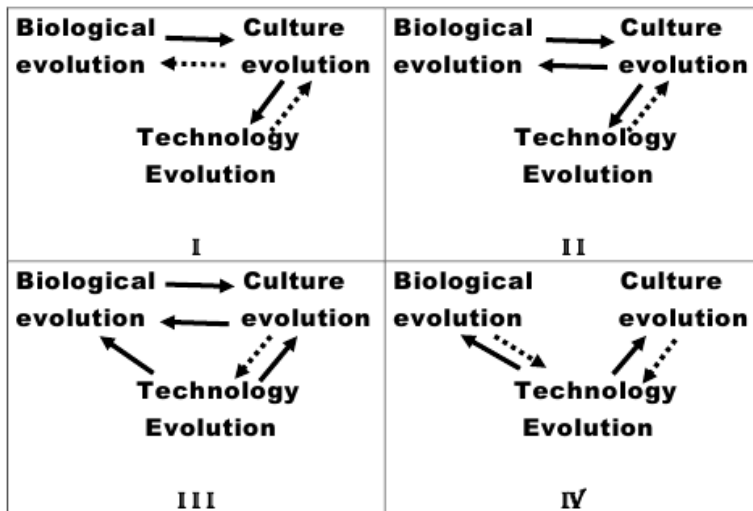 Biological Culture
evolution evolution
Technology
Evolution
I
Biological Culture
evolution evolution
Technology
Evolution
II
Biological Culture
evolution evolution
Technology
Evolution
III
Biological Culture
evolution evolution
Technology
Evolution
IV